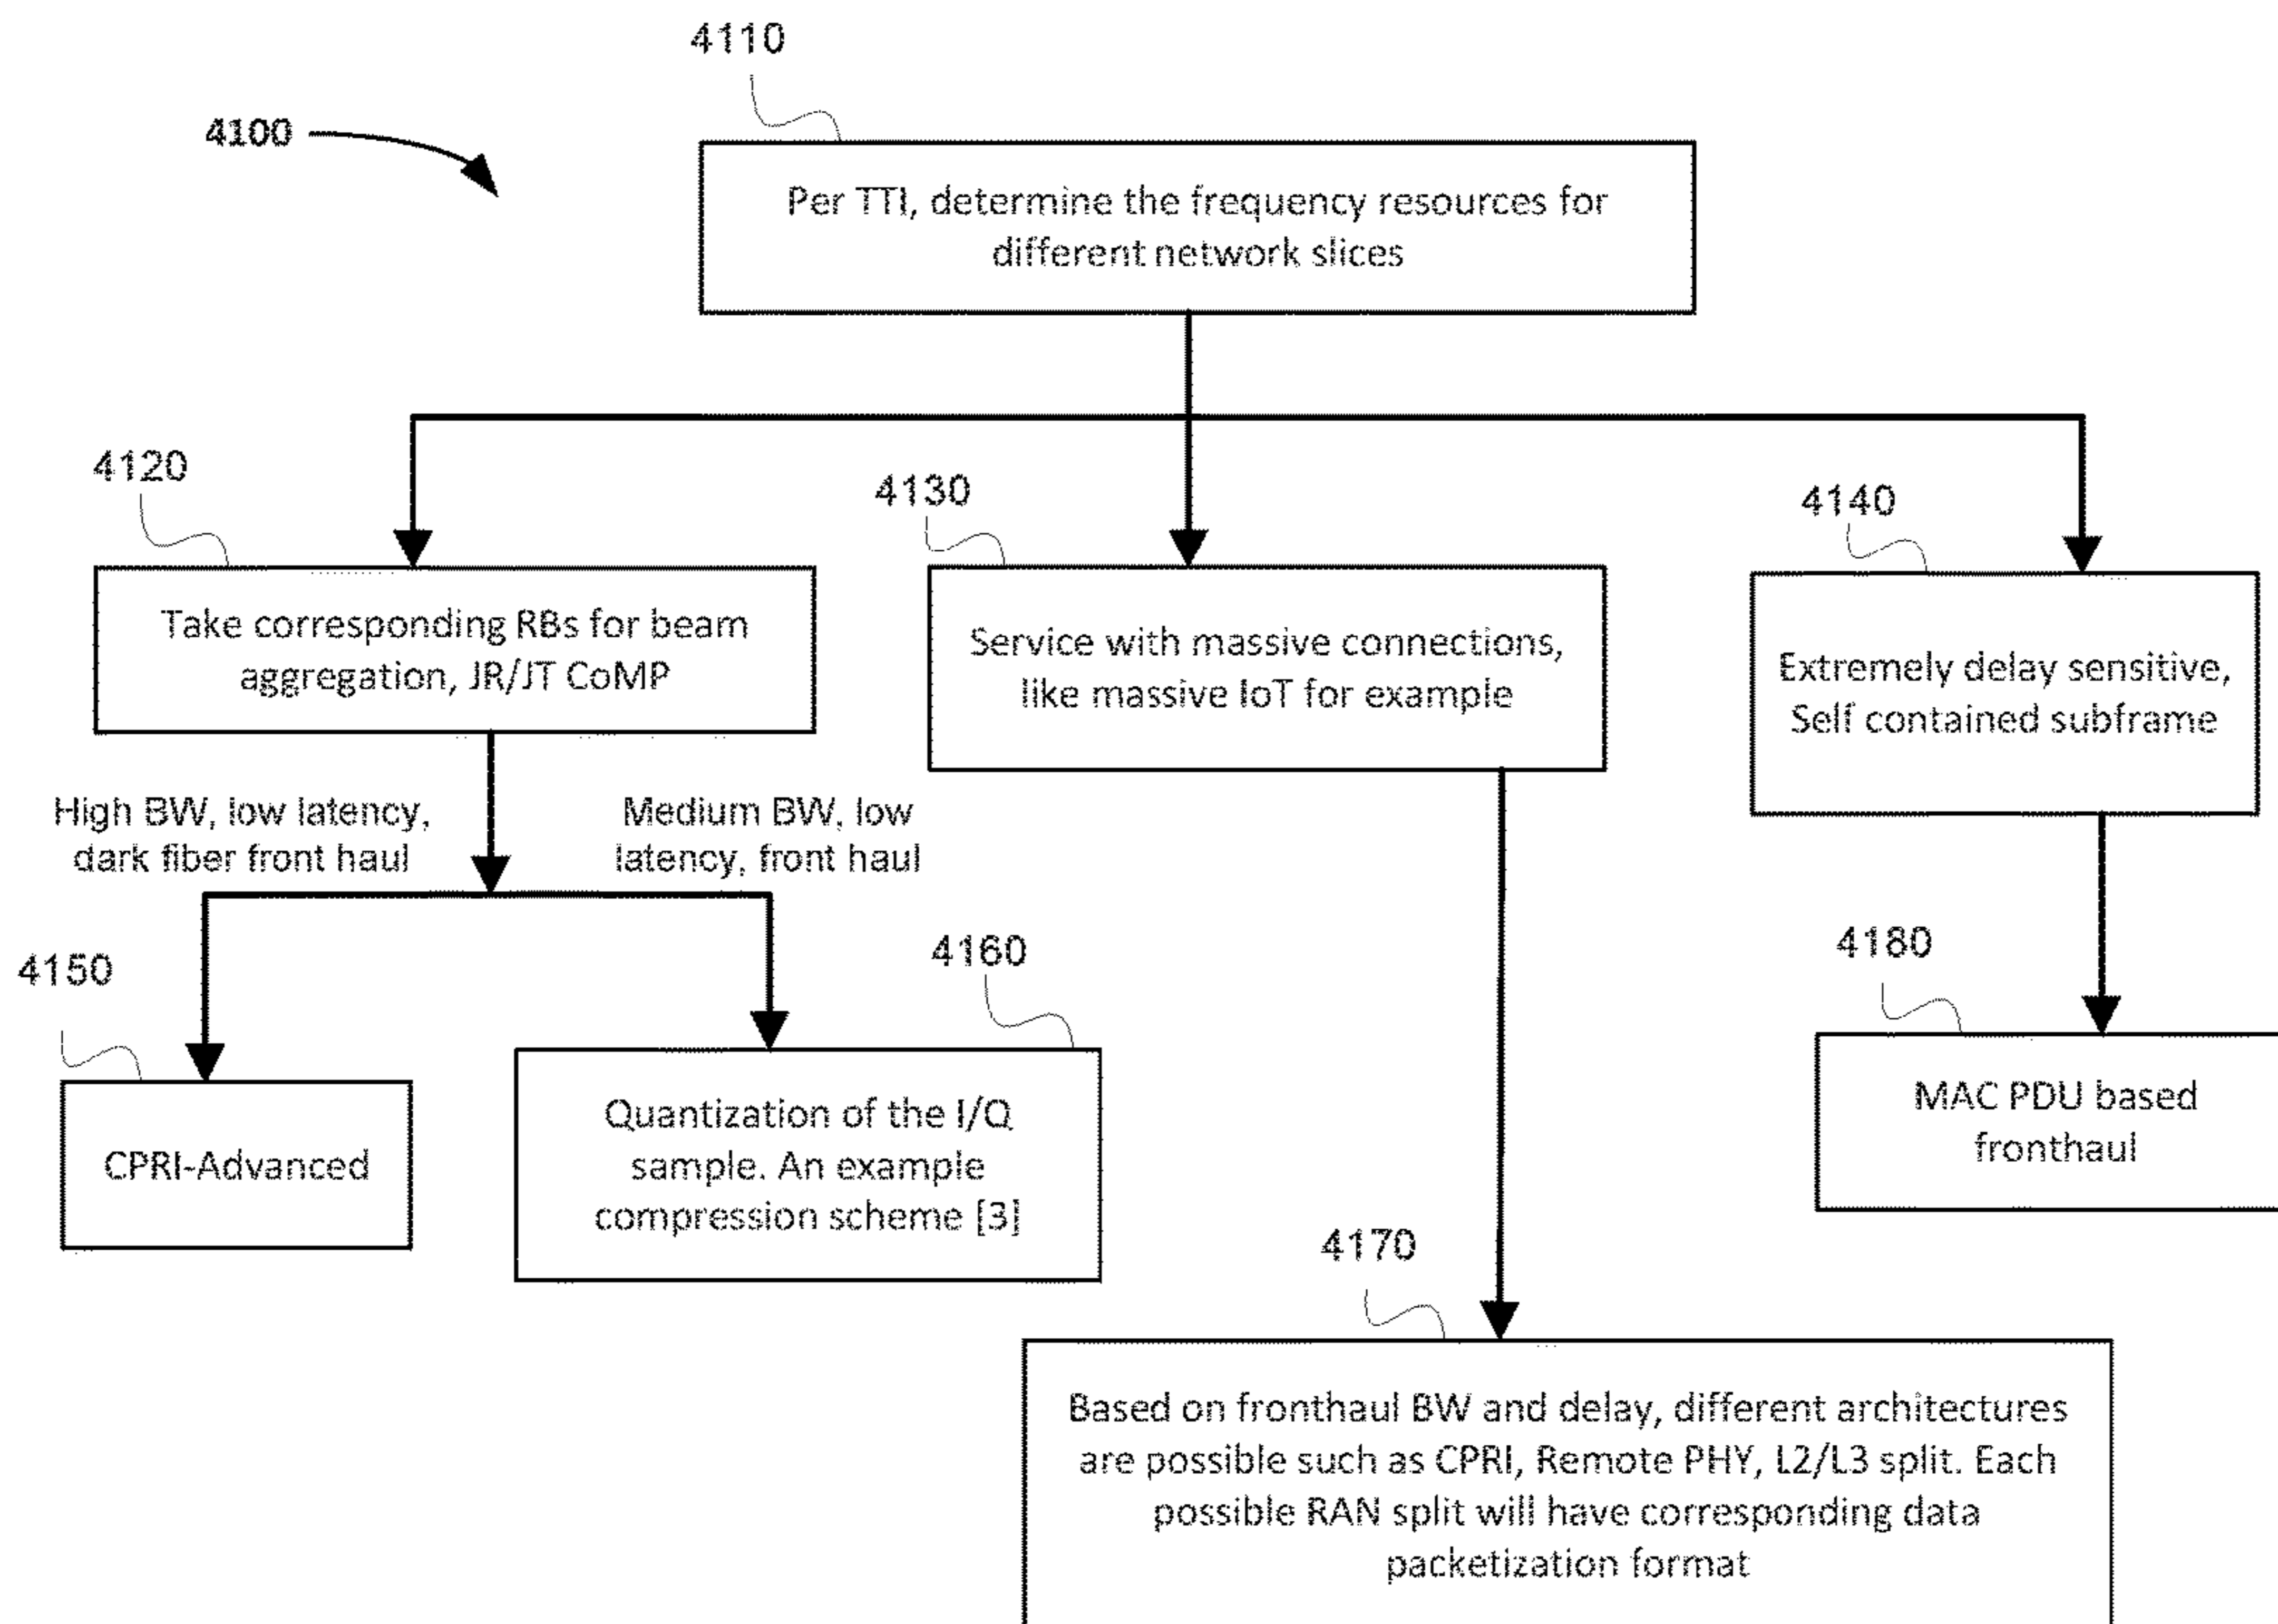 4110
4100
Per TTI, determine the frequency resources for
different network slices
4120
4130
4140
Take corresponding RBs for beam
aggregation, JR/JT CoMP
Service with massive connections,
like massive IoT for example
Extremely delay sensitive,
Self contained subframe
High BW, low latency,
dark fiber front haul
Medium BW, low
latency, front haul
4150
4160
4180
CPRI-Advanced
Quantization of the I/Q
sample. An example
compression scheme [3]
MAC PDU based
fronthaul
4170
Based on fronthaul BW and delay, different architectures
are possible such as CPRI, Remote PHY, L2/L3 split. Each
possible RAN split will have corresponding data
packetization format